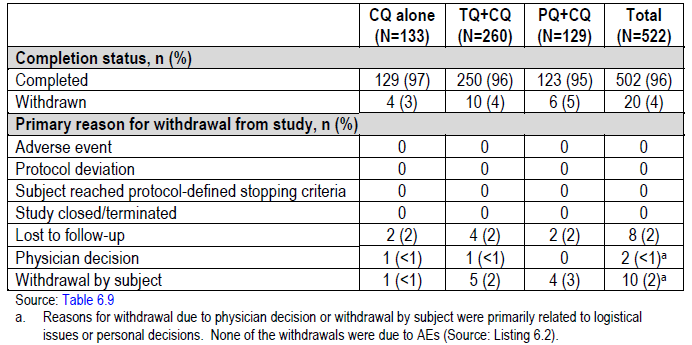 CQ alone TQ+CQ PQ+CQ Total
(N=133) (N=260) (N=129) (N=522)
Completion status, n (%)
Completed 129 (97) 250 (96) 123 (95) 502 (96)
Withdrawn 4 (3) 10 (4) 6 (5) 20 (4)
Primary reason for withdrawal from study, n (%)
Adverse event 0 0 0 0
Protocol deviation 0 0 0 0
Subject reached protocol-defined stopping criteria 0 0 0 0
Study closed/terminated 0 0 0 0
Lost to follow-up 2 (2) 4 (2) 2 (2) 8 (2)
Physician decision 1 (<1) 1 (<1) 0 2 (<1)a
Withdrawal by subject 1 (<1) 5 (2) 4 (3) 10 (2)a
Source: Table 6.9
a. Reasons for withdrawal due to physician decision or withdrawal by subject were primarily related to logistical
issues or personal decisions. None of the withdrawals were due to AEs (Source: Listing 6.2).